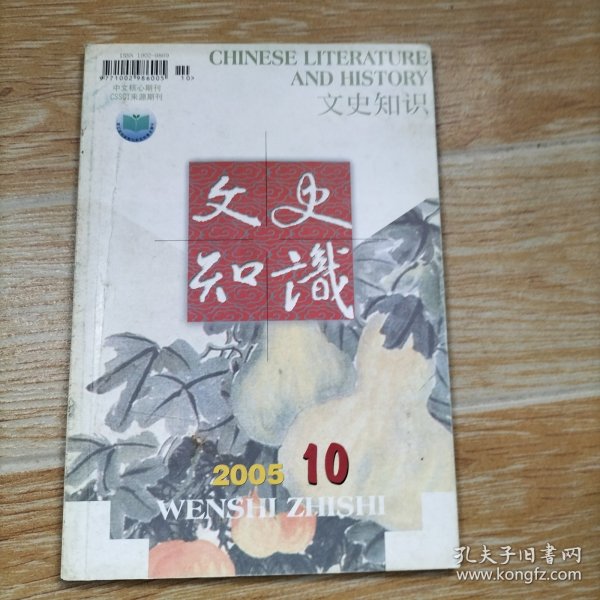 ISSN 1002-9869
9771002986005
10>
中文核心期刊
CSSCI来源期刊
CHINESE LITERATURE
AND HISTORY
文史知识
文史
知識
2005 10
WENSHI ZHISHI
孔夫子旧书网
www.kongfz.com